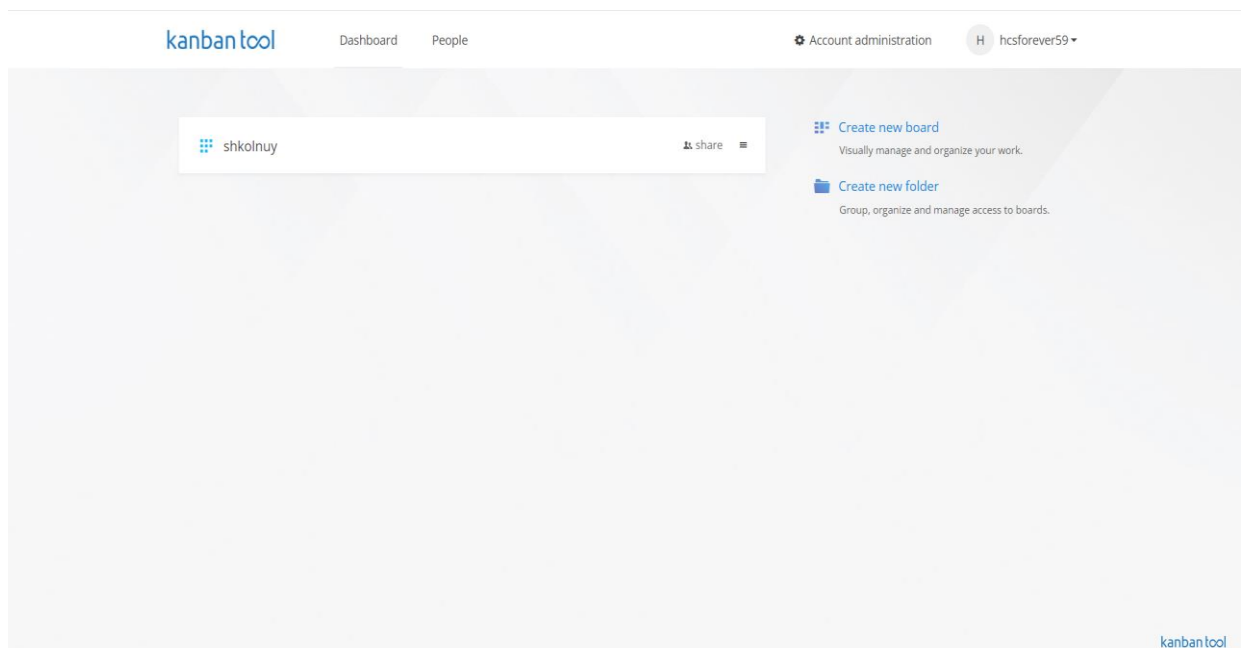 kanban tool Dashboard People Account administration H hcsforever59
shkolnuy share
Create new board
Visually manage and organize your work.
Create new folder
Group, organize and manage access to boards.
kanban tool